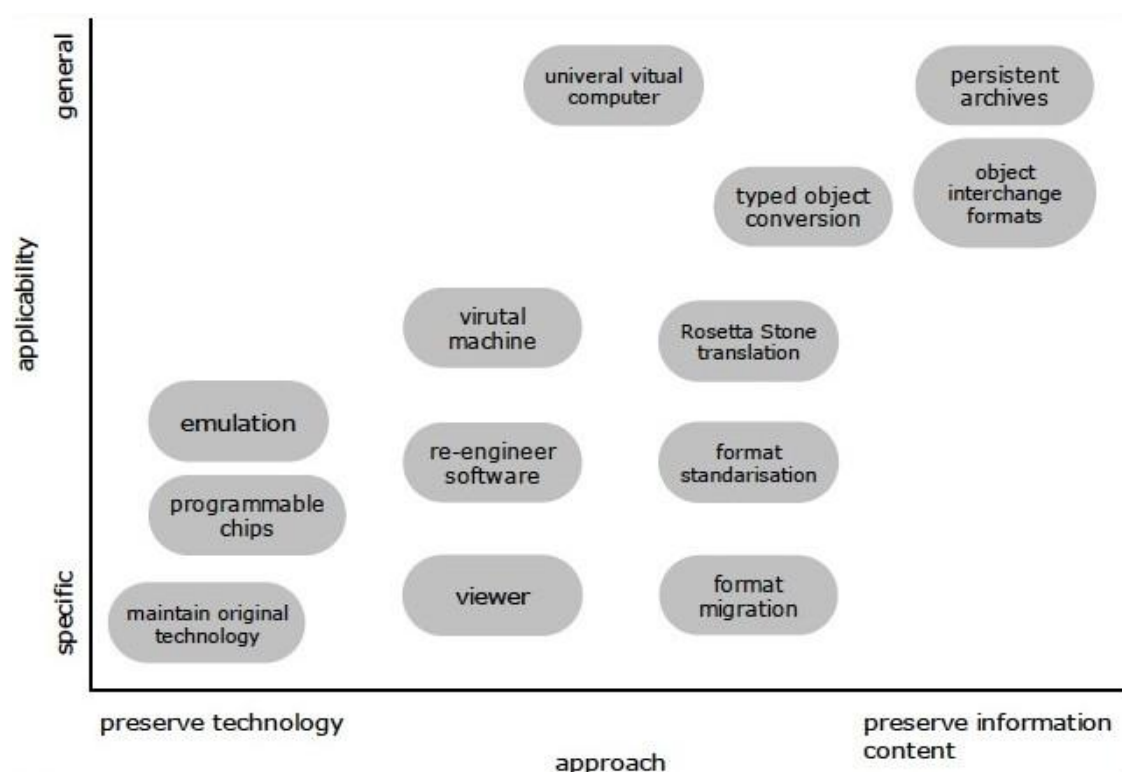 general
univeral vitual
computer
persistent
archives
object
interchange
formats
typed object
conversion
applicability
virutal
machine
Rosetta Stone
translation
emulation
re-engineer
software
format
standarisation
programmable
chips
specific
viewer
format
migration
maintain original
technology
preserve technology
preserve information
content
approach